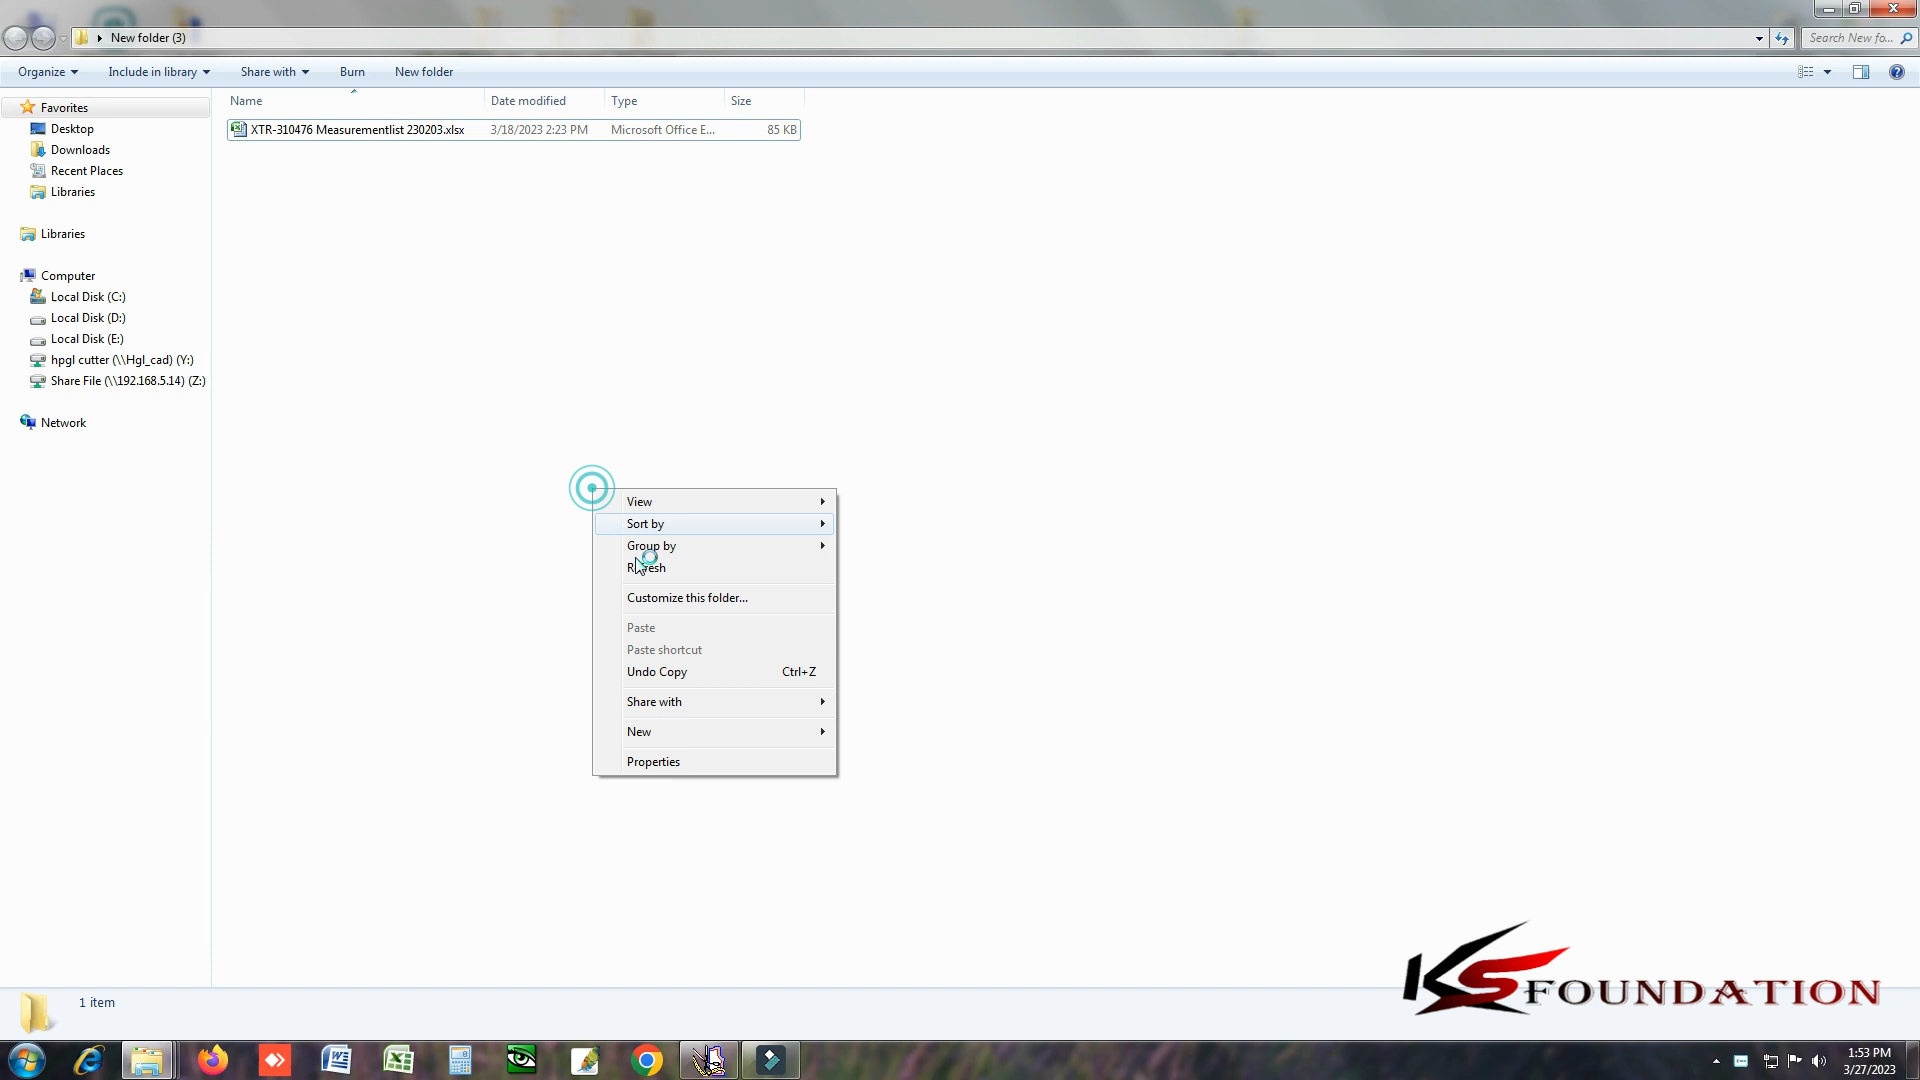 New folder (3)
Search New fo...
Organize
Include in library
Share with
Burn
New folder
Name
Date modified
Type
Size
XTR-310476 Measurementlist 230203.xlsx
3/18/2023 2:23 PM
Microsoft Office E...
85 KB
Favorites
Desktop
Downloads
Recent Places
Libraries
Libraries
Computer
Local Disk (C:)
Local Disk (D:)
Local Disk (E:)
hpgl cutter (\\Hgl_cad) (Y:)
Share File (\\192.168.5.14) (Z:)
Network
View
Sort by
Group by
Refresh
Customize this folder...
Paste
Paste shortcut
Undo Copy Ctrl+Z
Share with
New
Properties
1 item
KSFOUNDATION
1:53 PM
3/27/2023